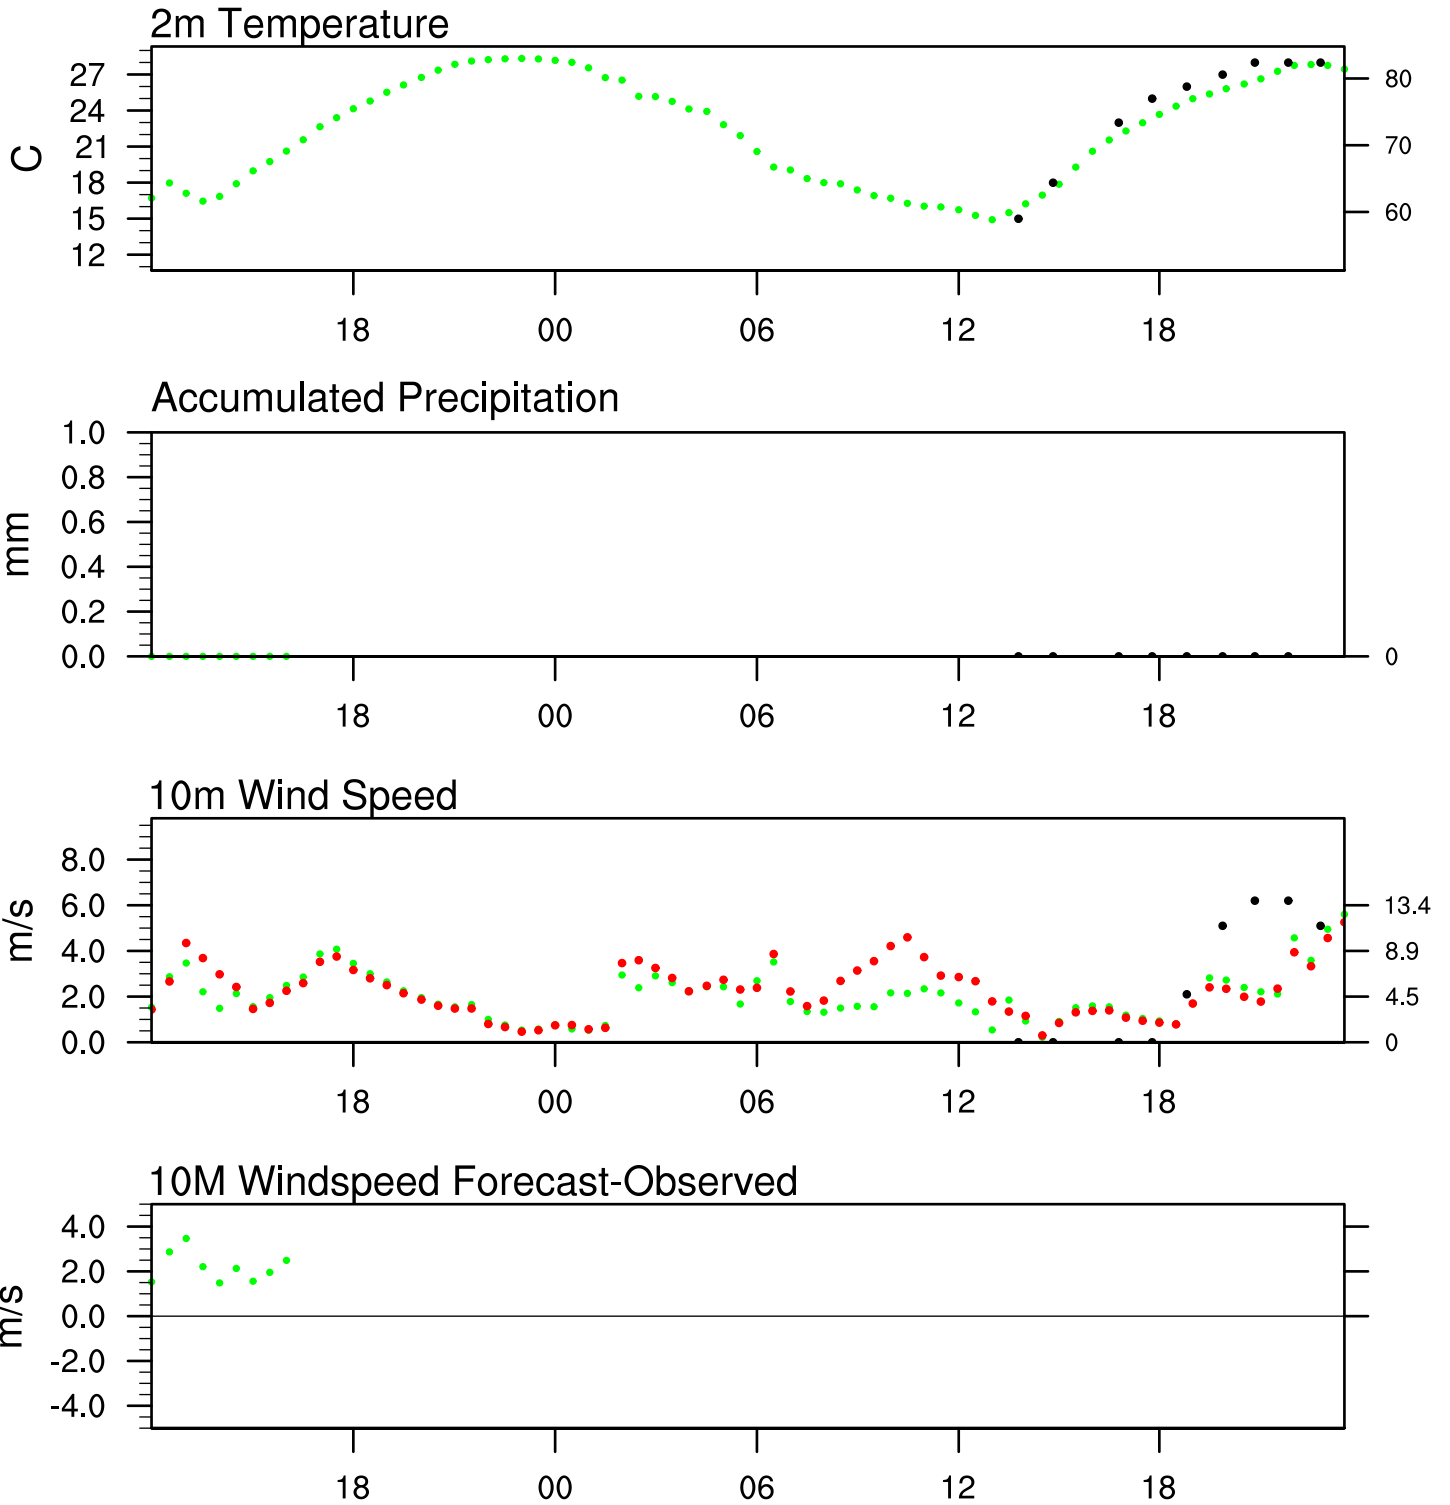 2m Temperature
27
24
21
18
15
12
C
80
70
60
18 00 06 12 18
Accumulated Precipitation
1.0
0.8
0.6
0.4
0.2
0.0
mm
0
18 00 06 12 18
10m Wind Speed
8.0
6.0
4.0
2.0
0.0
m/s
13.4
8.9
4.5
0
18 00 06 12 18
10M Windspeed Forecast-Observed
4.0
2.0
0.0
-2.0
-4.0
m/s
18 00 06 12 18